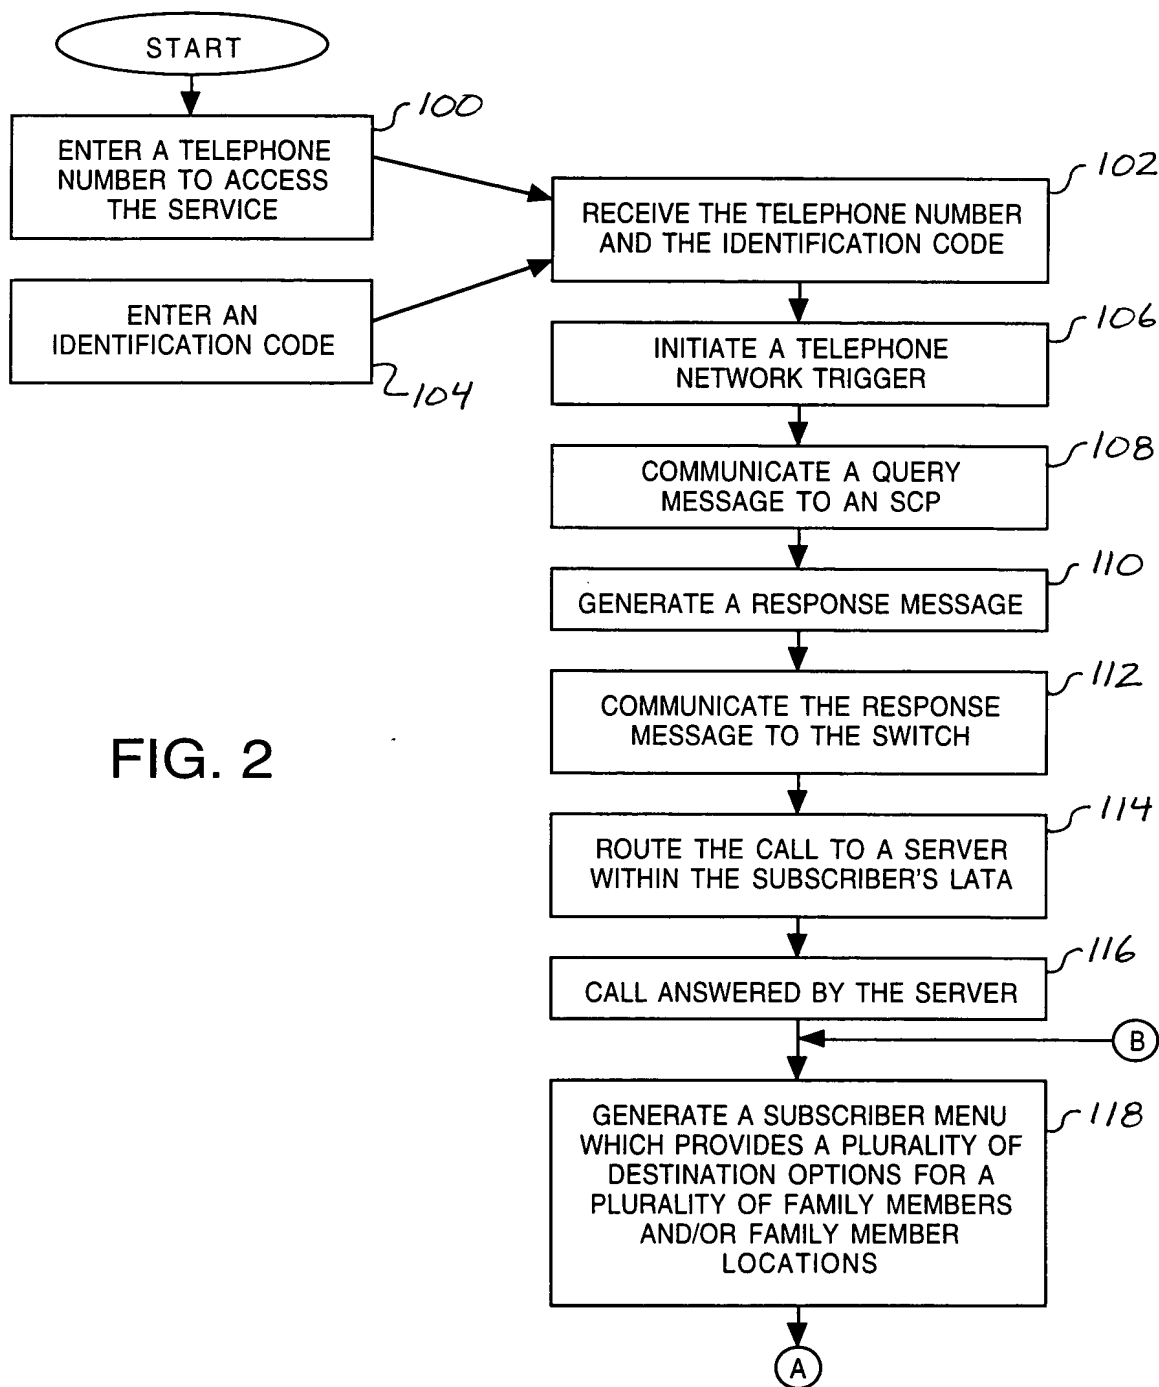 START
100
ENTER A TELEPHONE
NUMBER TO ACCESS
THE SERVICE
102
RECEIVE THE TELEPHONE NUMBER
AND THE IDENTIFICATION CODE
ENTER AN
IDENTIFICATION CODE
104
106
INITIATE A TELEPHONE
NETWORK TRIGGER
108
COMMUNICATE A QUERY
MESSAGE TO AN SCP
110
GENERATE A RESPONSE MESSAGE
112
COMMUNICATE THE RESPONSE
MESSAGE TO THE SWITCH
FIG. 2
114
ROUTE THE CALL TO A SERVER
WITHIN THE SUBSCRIBER'S LATA
116
CALL ANSWERED BY THE SERVER
B
118
GENERATE A SUBSCRIBER MENU
WHICH PROVIDES A PLURALITY OF
DESTINATION OPTIONS FOR A
PLURALITY OF FAMILY MEMBERS
AND/OR FAMILY MEMBER
LOCATIONS
A